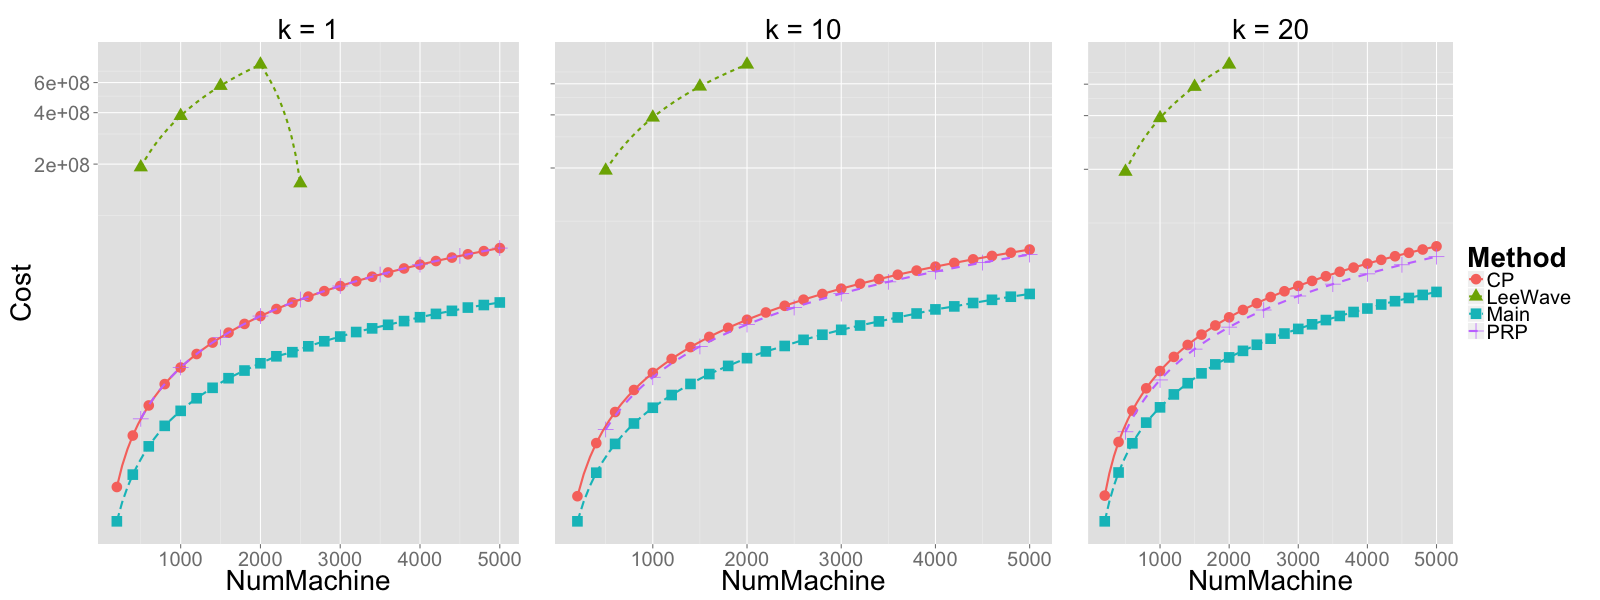 k = 1
k = 10
k = 20
Cost
6e+08
4e+08
2e+08
1000 2000 3000 4000 5000
1000 2000 3000 4000 5000
1000 2000 3000 4000 5000
NumMachine
NumMachine
NumMachine
Method
CP
LeeWave
Main
PRP